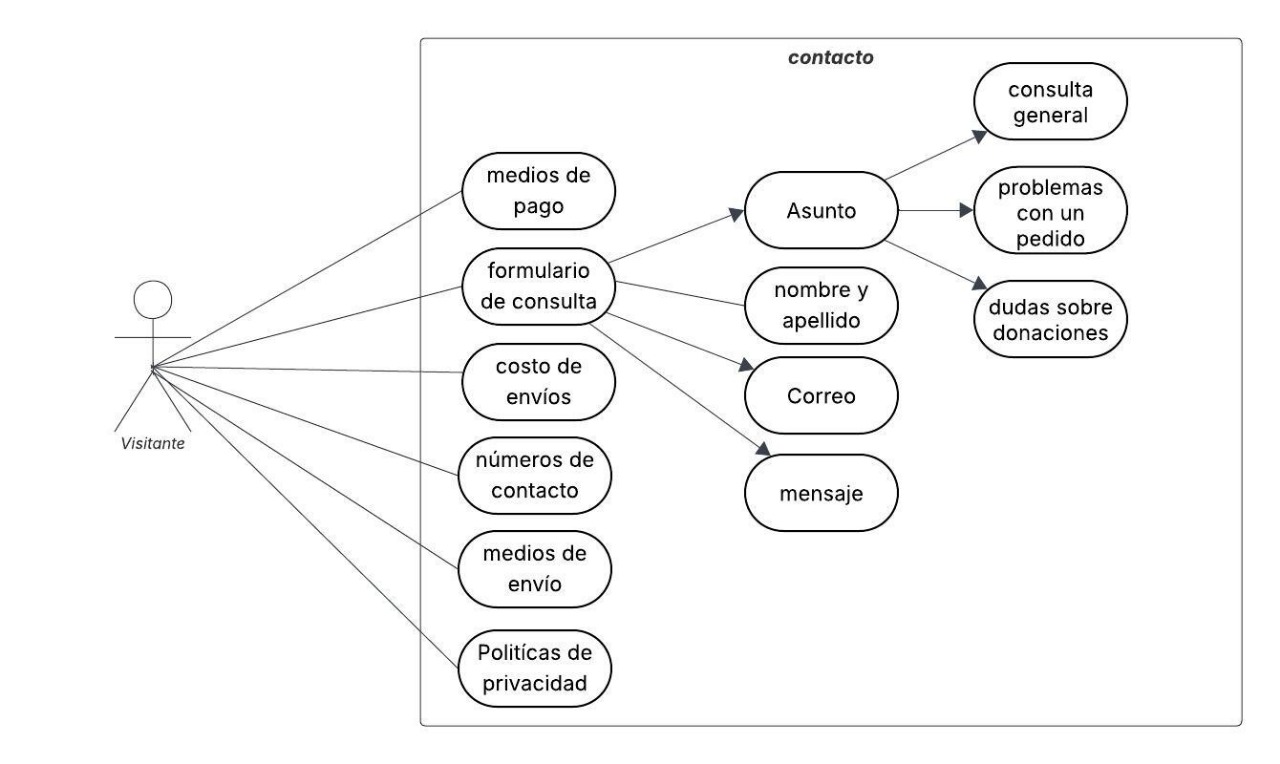 contacto
consulta
general
medios de
pago
Asunto
problemas
con un
pedido
formulario
de consulta
nombre y
apellido
dudas sobre
donaciones
costo de
envíos
Correo
Visitante
números de
contacto
mensaje
medios de
envío
Politícas de
privacidad